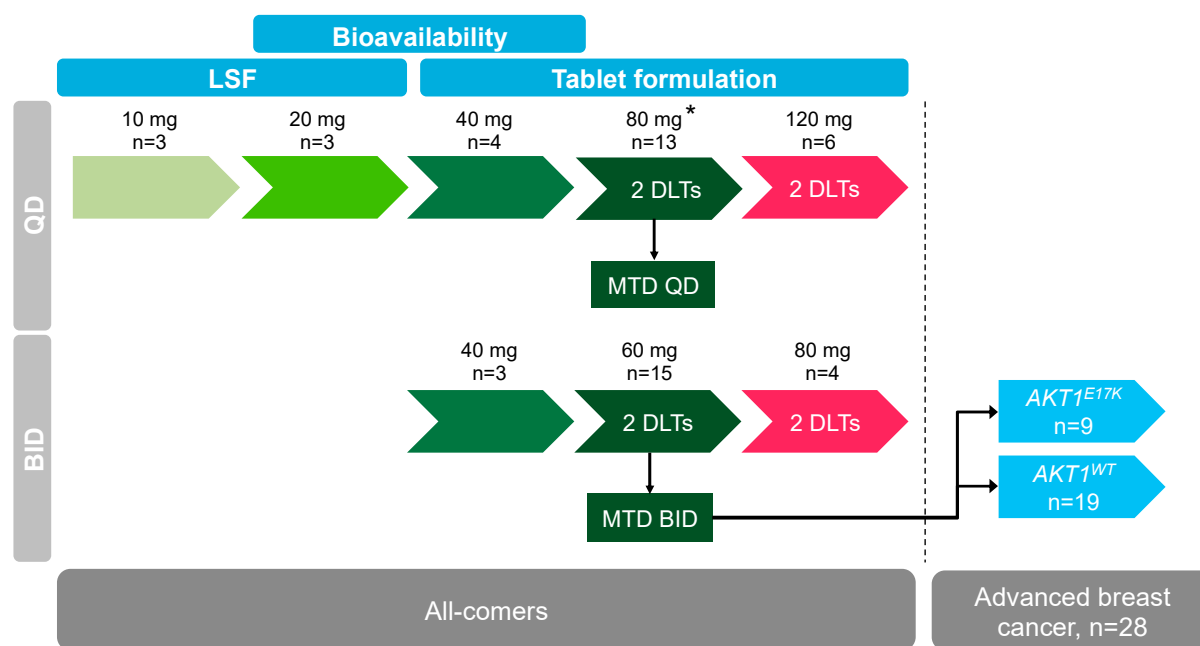 Bioavailability
LSF
Tablet formulation
QD
10 mg
n=3
20 mg
n=3
40 mg
n=4
80 mg*
n=13
2 DLTs
120 mg
n=6
2 DLTs
MTD QD
BID
40 mg
n=3
60 mg
n=15
2 DLTs
80 mg
n=4
2 DLTs
MTD BID
AKT1E17K
n=9
AKT1WT
n=19
All-comers
Advanced breast
cancer, n=28